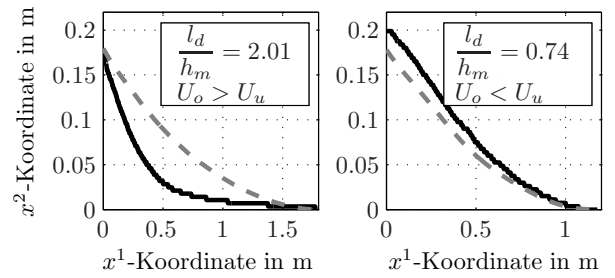 x²-Koordinate in m
0.2
0.15
0.1
0.05
0
l_d / h_m = 2.01
U_o > U_u
0 0.5 1 1.5
x¹-Koordinate in m
0.2
0.15
0.1
0.05
0
l_d / h_m = 0.74
U_o < U_u
0 0.5 1
x¹-Koordinate in m